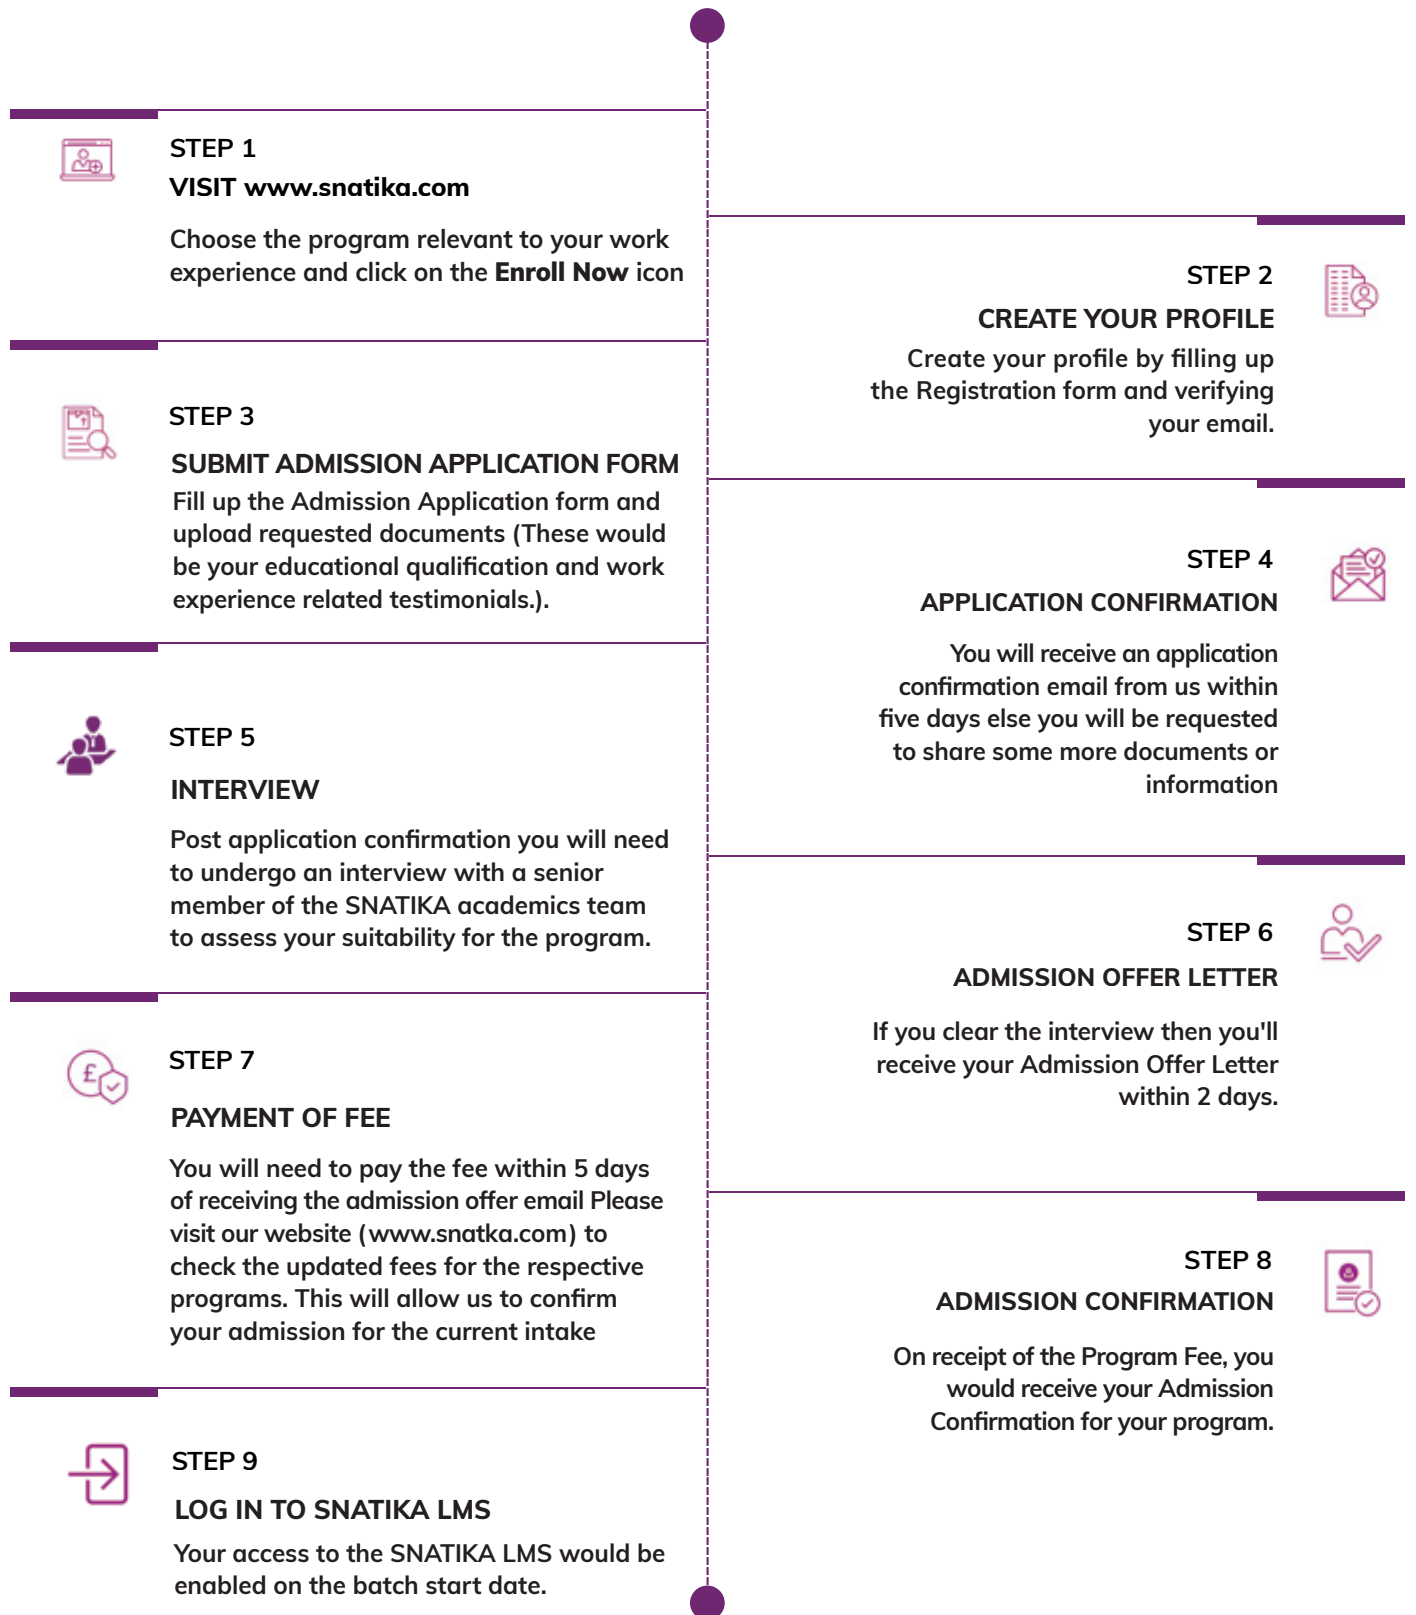 STEP 1
VISIT www.snatika.com
Choose the program relevant to your work
experience and click on the Enroll Now icon
STEP 2
CREATE YOUR PROFILE
Create your profile by filling up
the Registration form and verifying
your email.
STEP 3
SUBMIT ADMISSION APPLICATION FORM
Fill up the Admission Application form and
upload requested documents (These would
be your educational qualification and work
experience related testimonials.).
STEP 4
APPLICATION CONFIRMATION
You will receive an application
confirmation email from us within
five days else you will be requested
to share some more documents or
information
STEP 5
INTERVIEW
Post application confirmation you will need
to undergo an interview with a senior
member of the SNATIKA academics team
to assess your suitability for the program.
STEP 6
ADMISSION OFFER LETTER
If you clear the interview then you'll
receive your Admission Offer Letter
within 2 days.
£
STEP 7
PAYMENT OF FEE
You will need to pay the fee within 5 days
of receiving the admission offer email Please
visit our website (www.snatka.com) to
check the updated fees for the respective
programs. This will allow us to confirm
your admission for the current intake
STEP 8
ADMISSION CONFIRMATION
On receipt of the Program Fee, you
would receive your Admission
Confirmation for your program.
STEP 9
LOG IN TO SNATIKA LMS
Your access to the SNATIKA LMS would be
enabled on the batch start date.